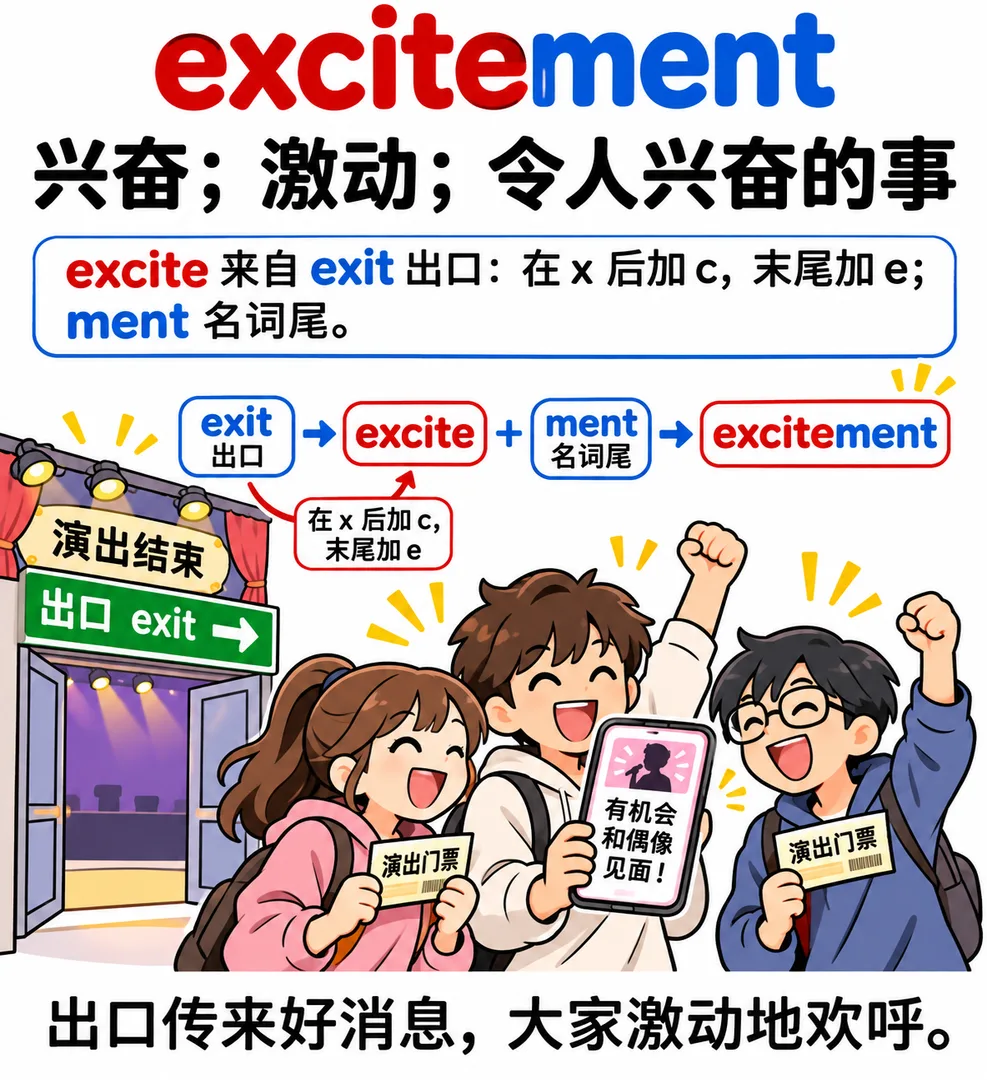 excitement
兴奋；激动；令人兴奋的事
excite 来自 exit 出口：在 x 后加 c，末尾加 e；
ment 名词尾。
exit
出口
excite
+
ment
名词尾
excitement
在 x 后加 c，
末尾加 e
演出结束
出口 exit
有机会
和偶像
见面！
演出门票
演出门票
出口传来好消息，大家激动地欢呼。